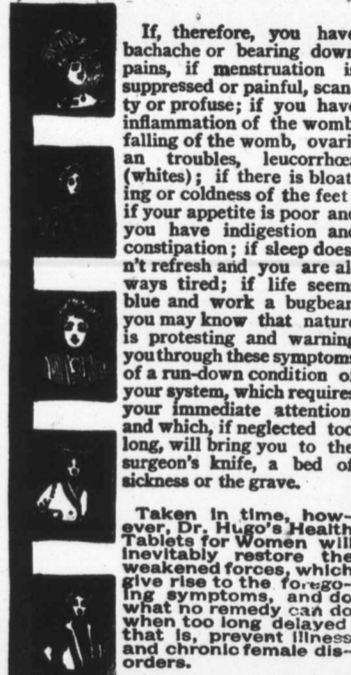 If, therefore, you have
bachache or bearing down
pains, if menstruation is
suppressed or painful, scan
ty or profuse; if you have
inflammation of the womb
falling of the womb, ovari
an troubles, leucorrhœa
(whites); if there is bloat
ing or coldness of the feet
if your appetite is poor and
you have indigestion and
constipation; if sleep does
n't refresh and you are al
ways tired; if life seems
blue and work a bugbear
you may know that nature
is protesting and warning
you through these symptoms
of a run-down condition of
your system, which requires
your immediate attention
and which, if neglected too
long, will bring you to the
surgeon's knife, a bed of
sickness or the grave.
Taken in time, how-
ever, Dr. Hugo's Health
Tablets for Women will
inevitably restore the
weakened forces, which
give rise to the forego-
ing symptoms, and do
what no remedy can do
when too long delayed
that is, prevent illness
and chronic female dis-
orders.